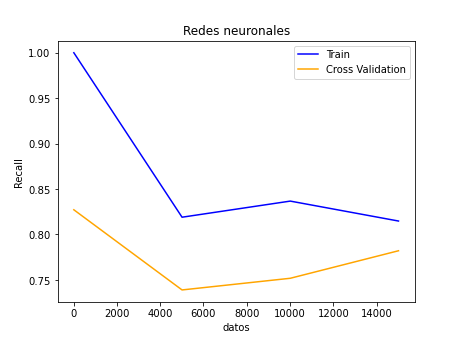 Redes neuronales
Train
Cross Validation
Recall
1.00
0.95
0.90
0.85
0.80
0.75
0 2000 4000 6000 8000 10000 12000 14000
datos